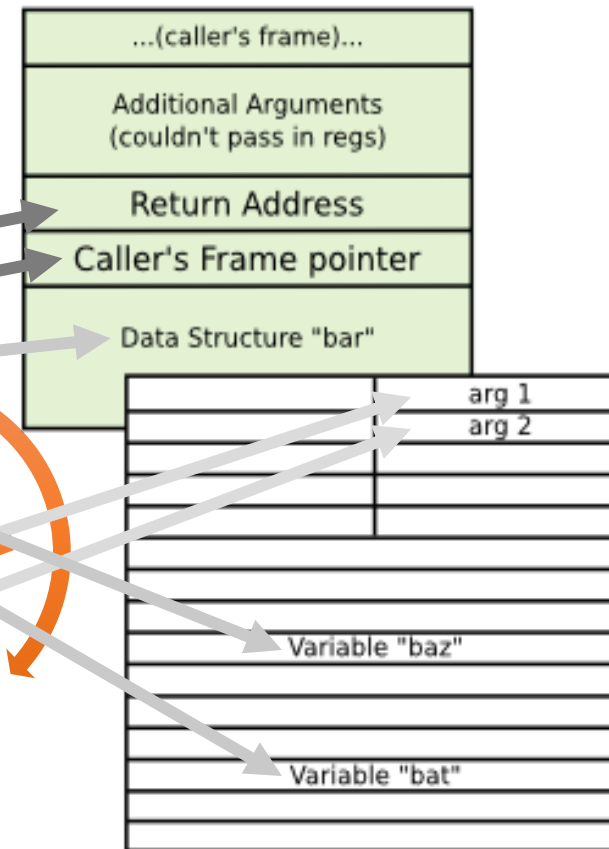 ...(caller's frame)...
Additional Arguments
(couldn't pass in regs)
Return Address
Caller's Frame pointer
Data Structure "bar"
arg 1
arg 2
Variable "baz"
Variable "bat"